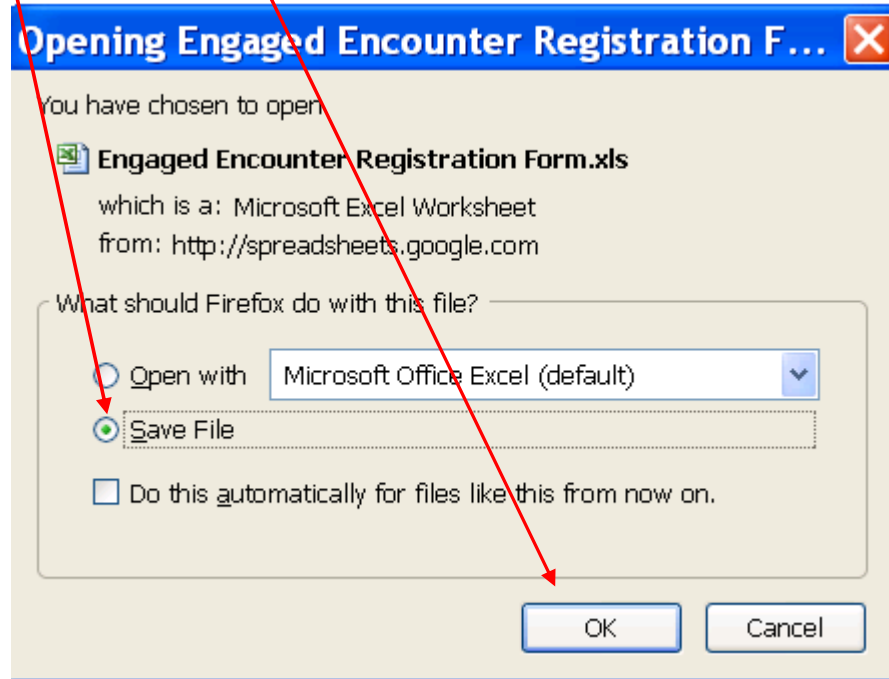 Opening Engaged Encounter Registration F...
You have chosen to open
Engaged Encounter Registration Form.xls
which is a: Microsoft Excel Worksheet
from: http://spreadsheets.google.com
What should Firefox do with this file?
Open with Microsoft Office Excel (default)
Save File
Do this automatically for files like this from now on.
OK Cancel